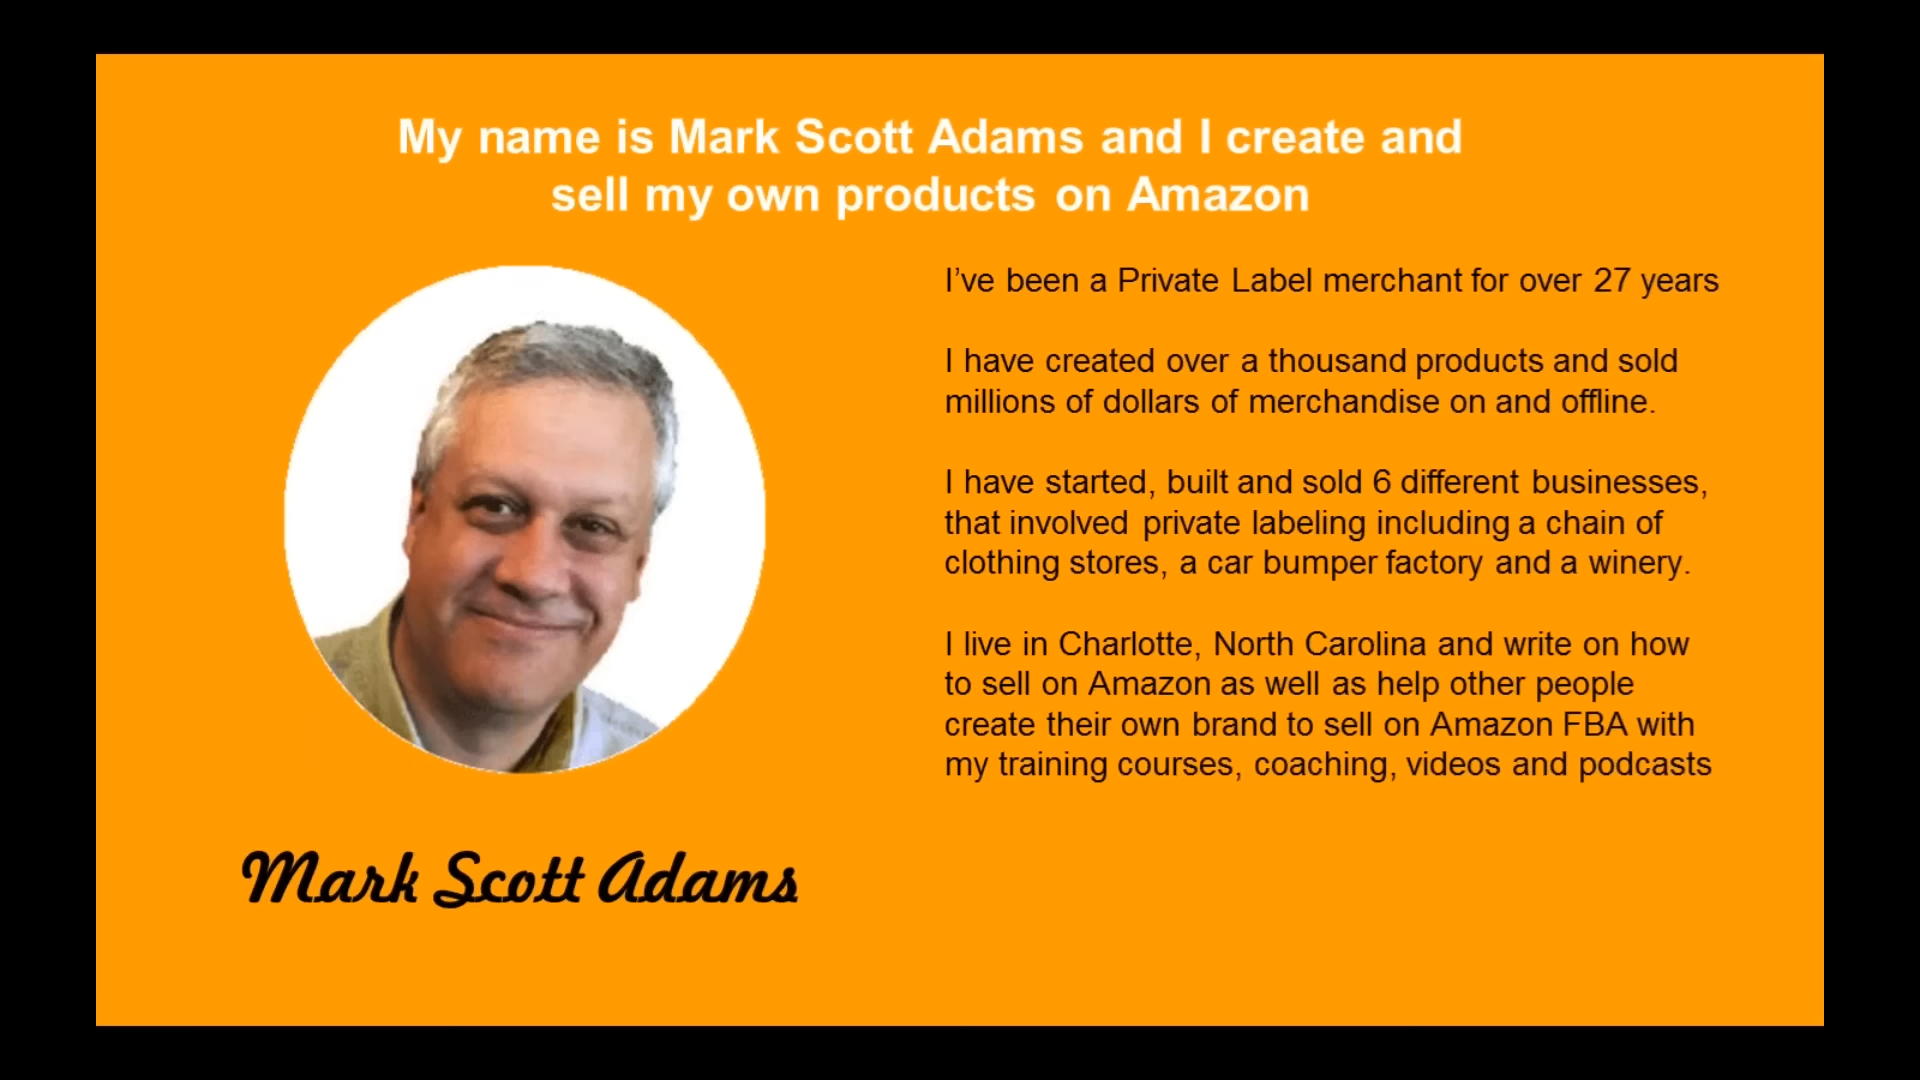 My name is Mark Scott Adams and I create and
sell my own products on Amazon
I’ve been a Private Label merchant for over 27 years
I have created over a thousand products and sold
millions of dollars of merchandise on and offline.
I have started, built and sold 6 different businesses,
that involved private labeling including a chain of
clothing stores, a car bumper factory and a winery.
I live in Charlotte, North Carolina and write on how
to sell on Amazon as well as help other people
create their own brand to sell on Amazon FBA with
my training courses, coaching, videos and podcasts
Mark Scott Adams